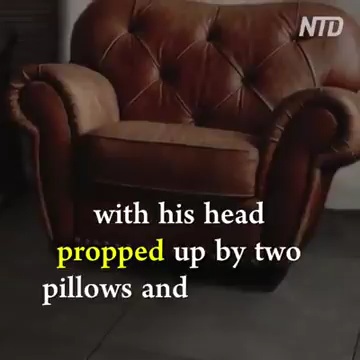 NTD
with his head
propped up by two
pillows and